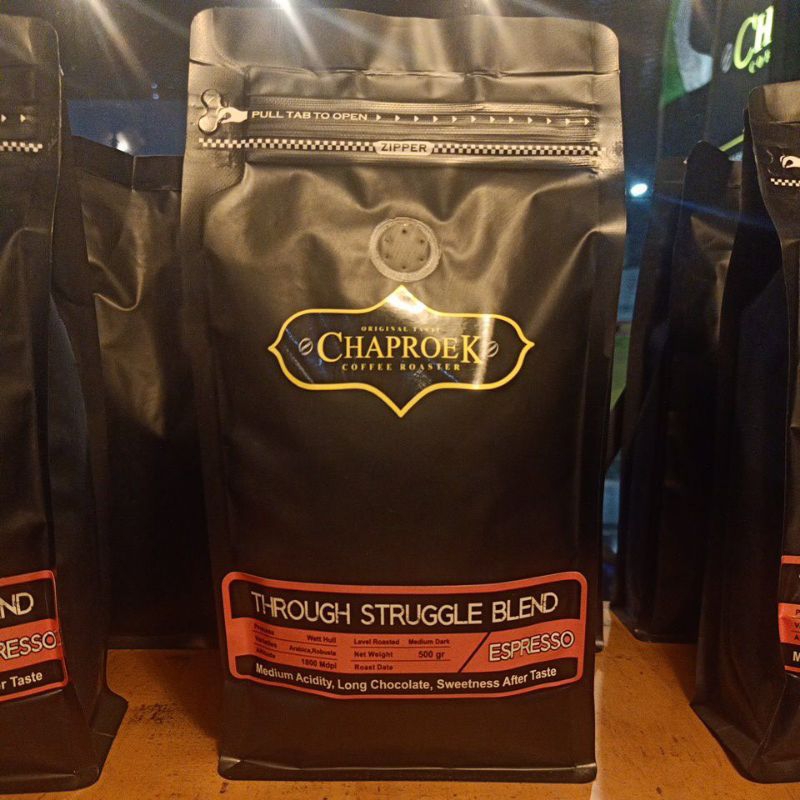 PULL TAB TO OPEN
ZIPPER
CH
ORIGINAL TASTE
CHAPROEK
COFFEE ROASTER
THROUGH STRUGGLE BLEND
Process Wett Hull
Varieties Arabica,Robusta
Altitude 1800 Mdpl
Level Roasted Medium Dark
Net Weight 500 gr
Roast Date
ESPRESSO
Medium Acidity, Long Chocolate, Sweetness After Taste
ND
RESSO
r Taste